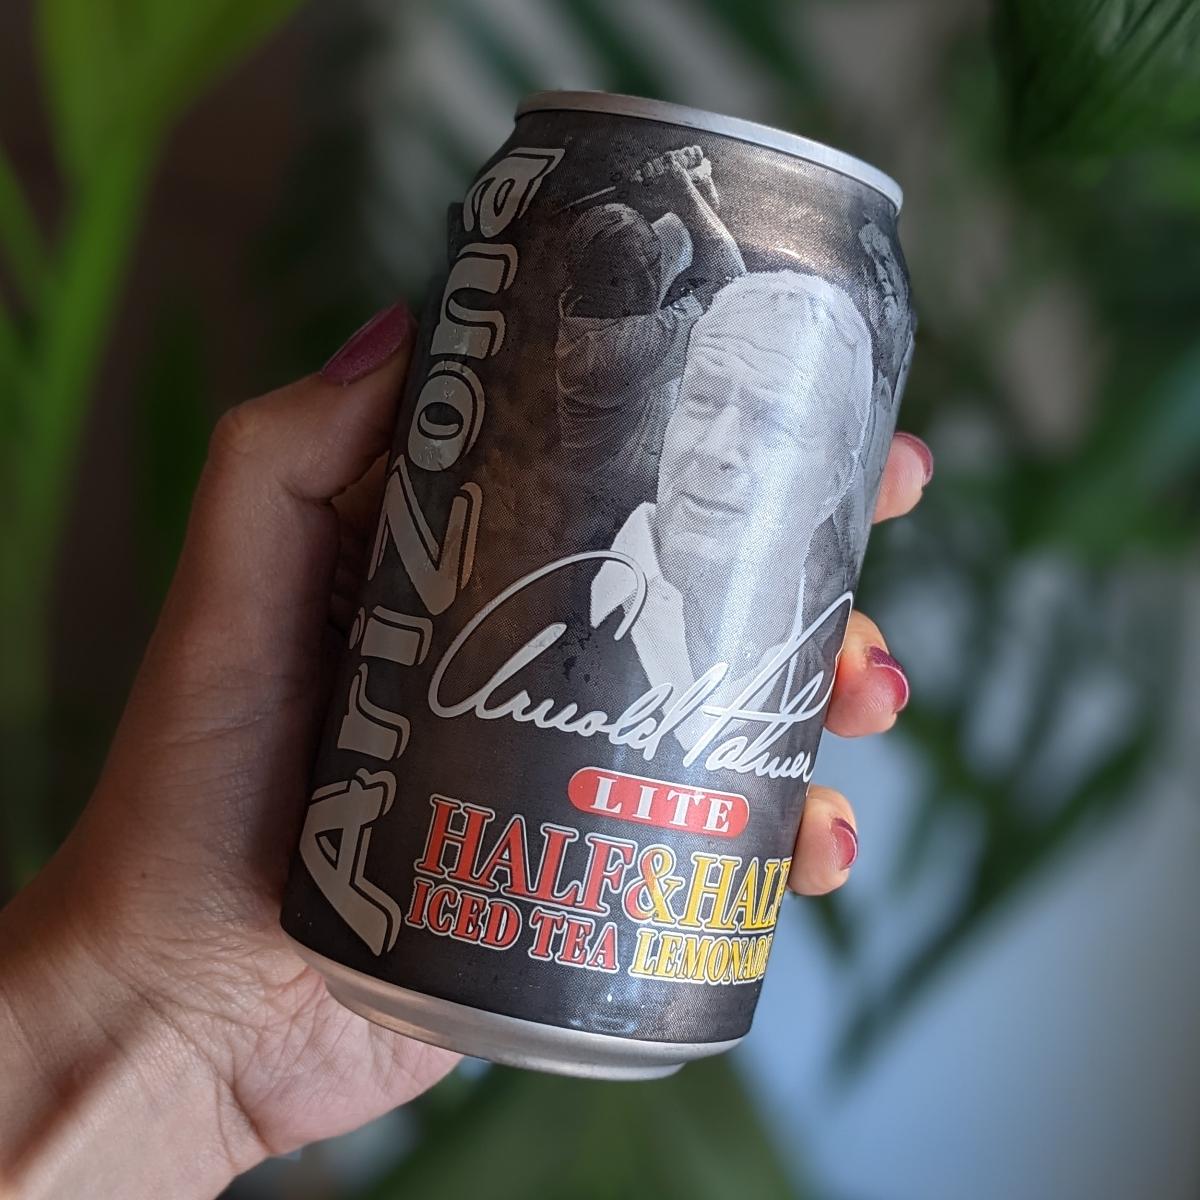 AriZona
Arnold Palmer
LITE
HALF & HALF
ICED TEA LEMONADE